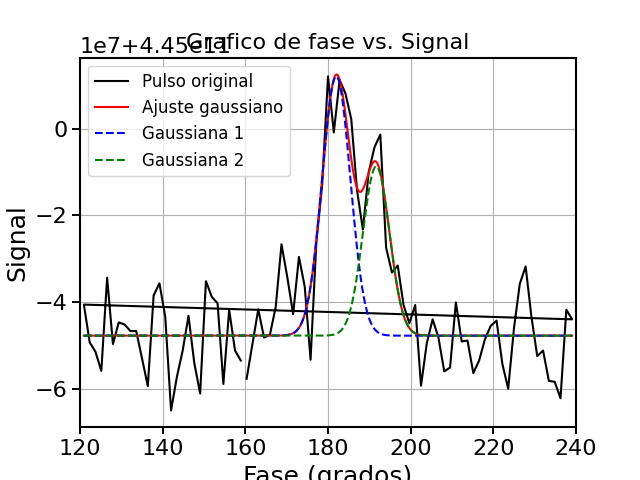 1e7+4.45e11
Grafico de fase vs. Signal
Pulso original
Ajuste gaussiano
Gaussiana 1
Gaussiana 2
Signal
0
−2
−4
−6
120 140 160 180 200 220 240
Fase (grados)